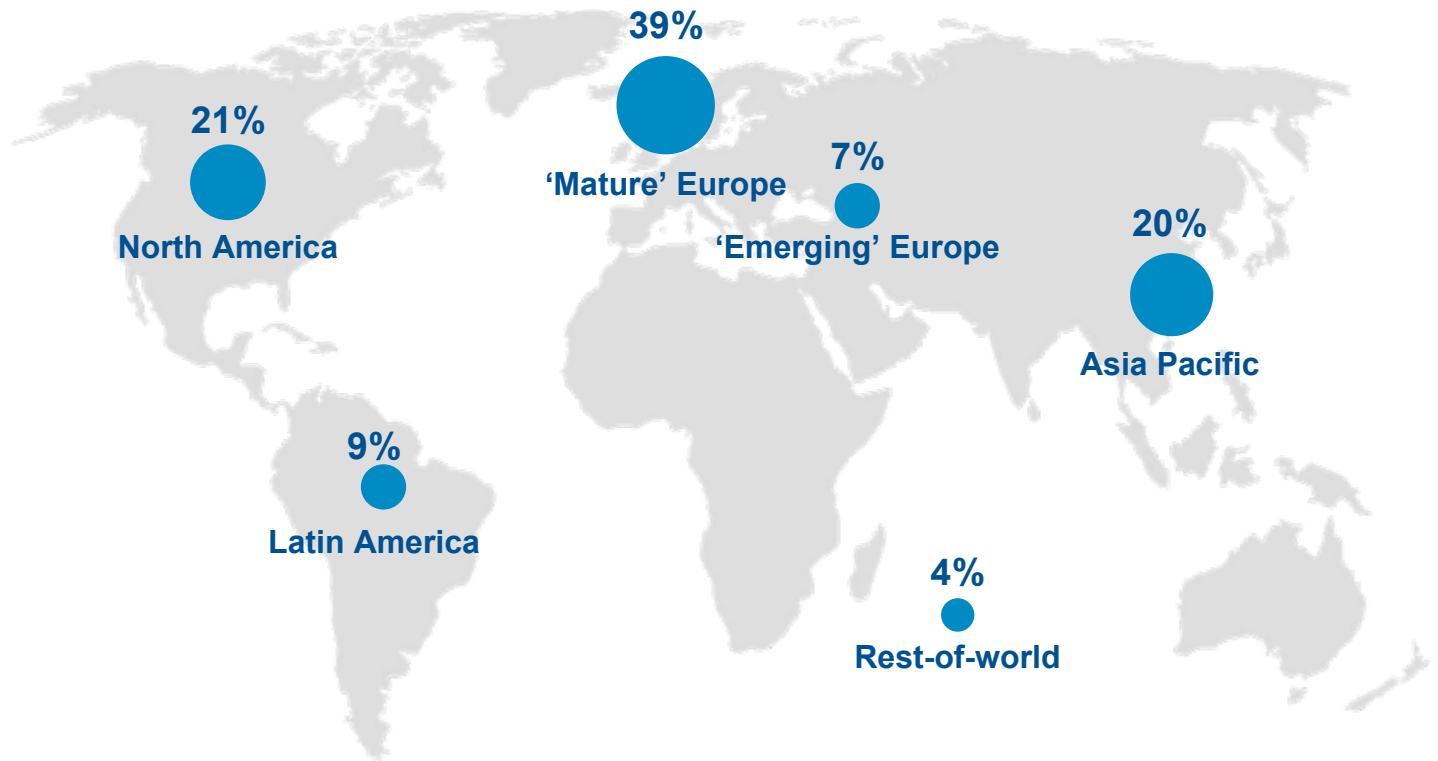 39%
‘Mature’ Europe
21%
North America
7%
‘Emerging’ Europe
20%
Asia Pacific
9%
Latin America
4%
Rest-of-world